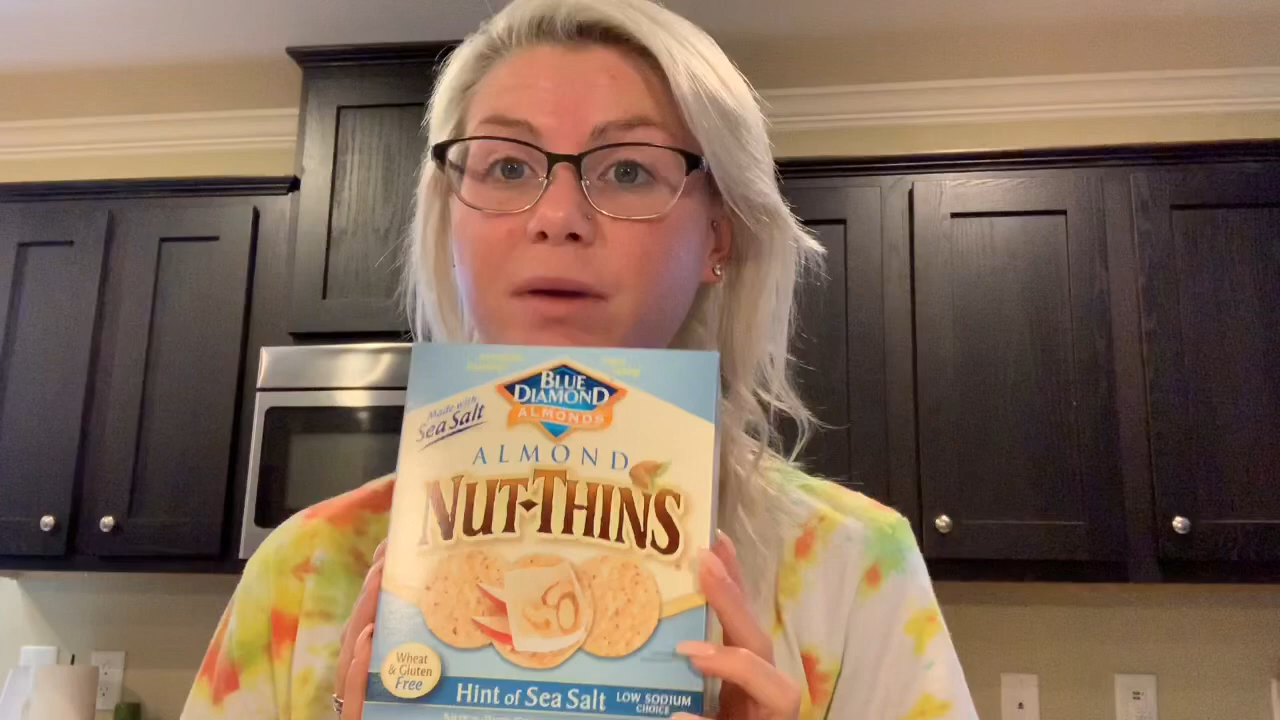 BLUE
DIAMOND
ALMONDS
Made with
Sea Salt
ALMOND
NUT-THINS
Wheat
& Gluten
Free
Hint of Sea Salt
LOW SODIUM
CHOICE